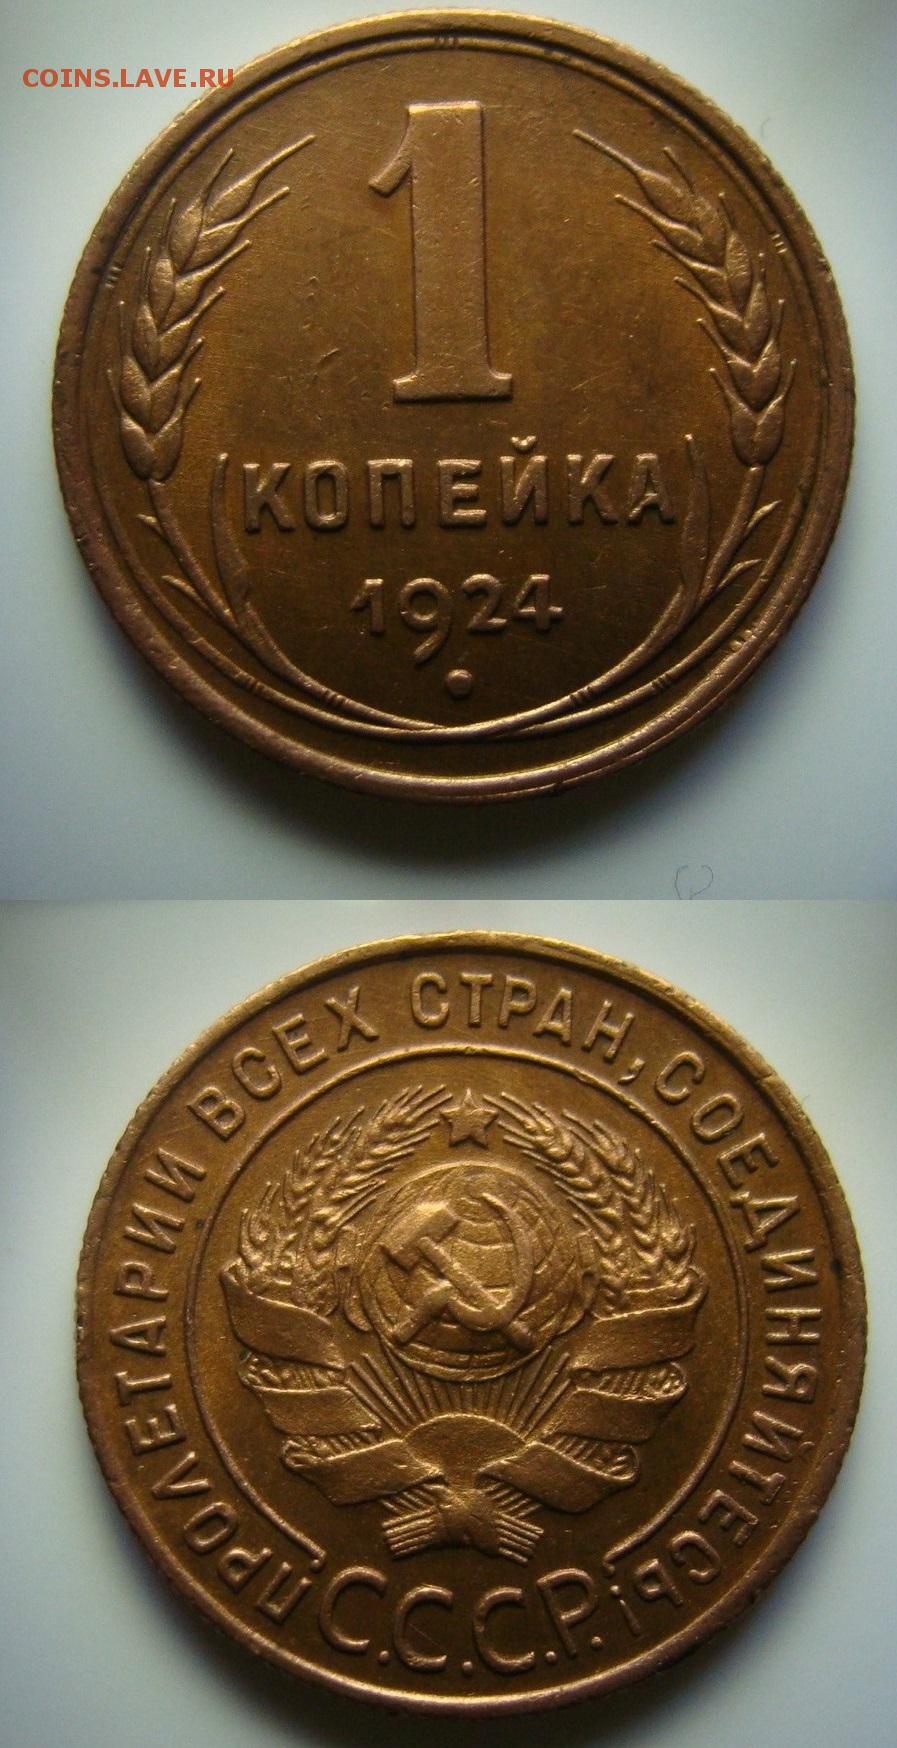 COINS.LAVE.RU
1
КОПЕЙКА
1924
ПРОЛЕТАРИИ ВСЕХ СТРАН, СОЕДИНЯЙТЕСЬ!
С.С.С.Р.